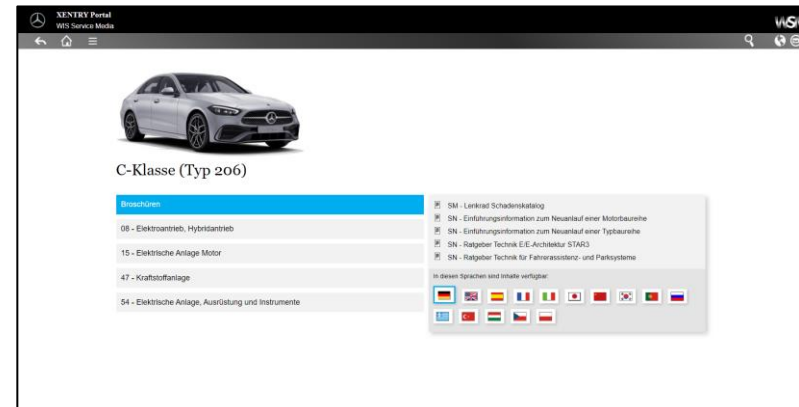 XENTRY Portal
WIS Service Media
C-Klasse (Typ 206)
Broschüren
08 - Elektroantrieb, Hybridantrieb
15 - Elektrische Anlage Motor
47 - Kraftstoffanlage
54 - Elektrische Anlage, Ausrüstung und Instrumente
SM - Lenkrad Schadenskatalog
SN - Einführungsinformation zum Neuanlauf einer Motorbaureihe
SN - Einführungsinformation zum Neuanlauf einer Typbaureihe
SN - Ratgeber Technik E/E-Architektur STAR3
SN - Ratgeber Technik für Fahrerassistenz- und Parksysteme
In diesen Sprachen sind Inhalte verfügbar: